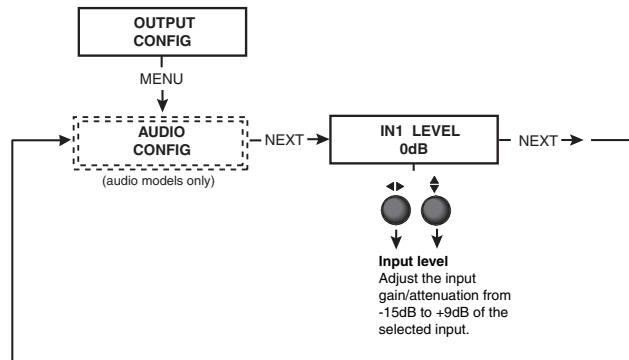 OUTPUT
CONFIG
MENU
AUDIO
CONFIG
NEXT
IN1 LEVEL
0dB
NEXT
(audio models only)
Input level
Adjust the input
gain/attenuation from
-15dB to +9dB of the
selected input.